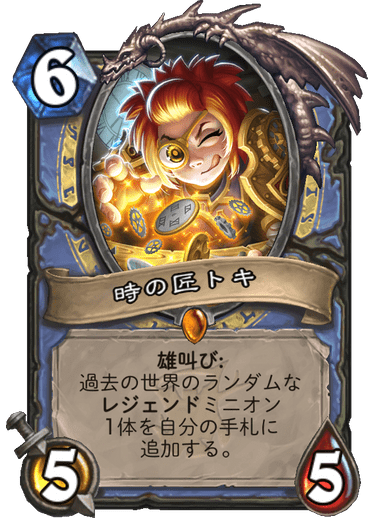 6
時の匠トキ
雄叫び:
過去の世界のランダムな
レジェンドミニオン
1体を自分の手札に
追加する。
5
5